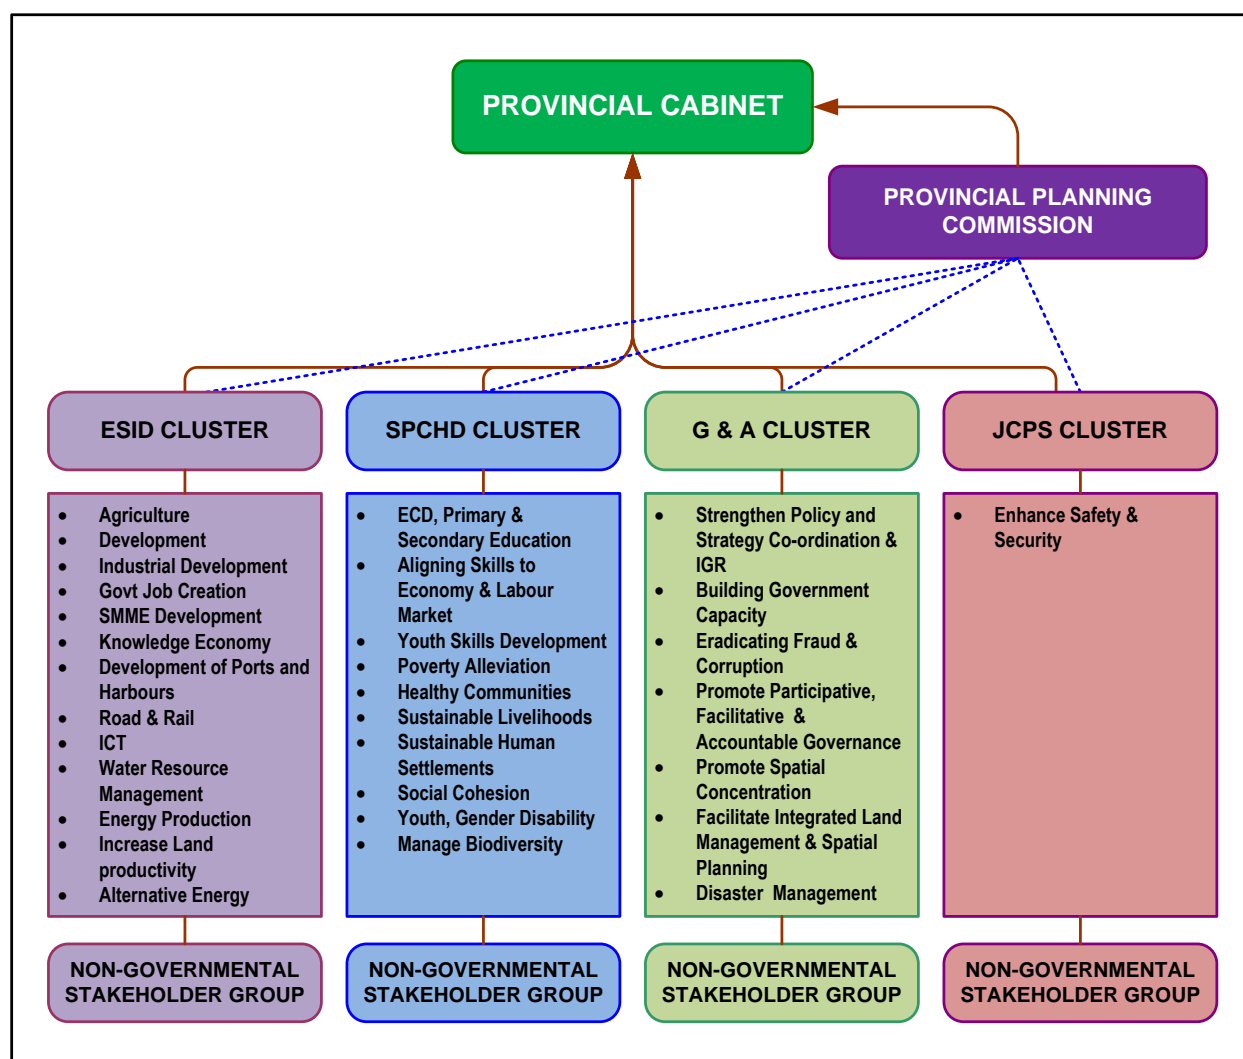 PROVINCIAL CABINET
PROVINCIAL PLANNING
COMMISSION
ESID CLUSTER
• Agriculture
• Development
• Industrial Development
• Govt Job Creation
• SMME Development
• Knowledge Economy
• Development of Ports and
Harbours
• Road & Rail
• ICT
• Water Resource
Management
• Energy Production
• Increase Land
productivity
• Alternative Energy
NON-GOVERNMENTAL
STAKEHOLDER GROUP
SPCHD CLUSTER
• ECD, Primary &
Secondary Education
• Aligning Skills to
Economy & Labour
Market
• Youth Skills Development
• Poverty Alleviation
• Healthy Communities
• Sustainable Livelihoods
• Sustainable Human
Settlements
• Social Cohesion
• Youth, Gender Disability
• Manage Biodiversity
NON-GOVERNMENTAL
STAKEHOLDER GROUP
G & A CLUSTER
• Strengthen Policy and
Strategy Co-ordination &
IGR
• Building Government
Capacity
• Eradicating Fraud &
Corruption
• Promote Participative,
Facilitative &
Accountable Governance
• Promote Spatial
Concentration
• Facilitate Integrated Land
Management & Spatial
Planning
• Disaster Management
NON-GOVERNMENTAL
STAKEHOLDER GROUP
JCPS CLUSTER
• Enhance Safety &
Security
NON-GOVERNMENTAL
STAKEHOLDER GROUP